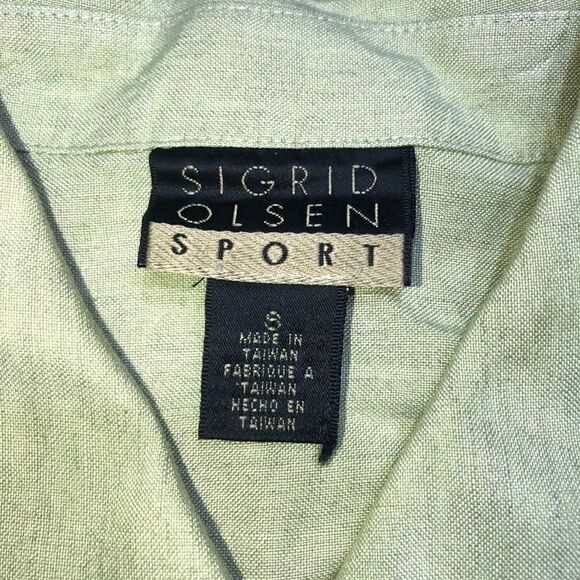 SIGRID
OLSEN
SPORT
8
MADE IN
TAIWAN
FABRIQUE A
TAIWAN
HECHO EN
TAIWAN